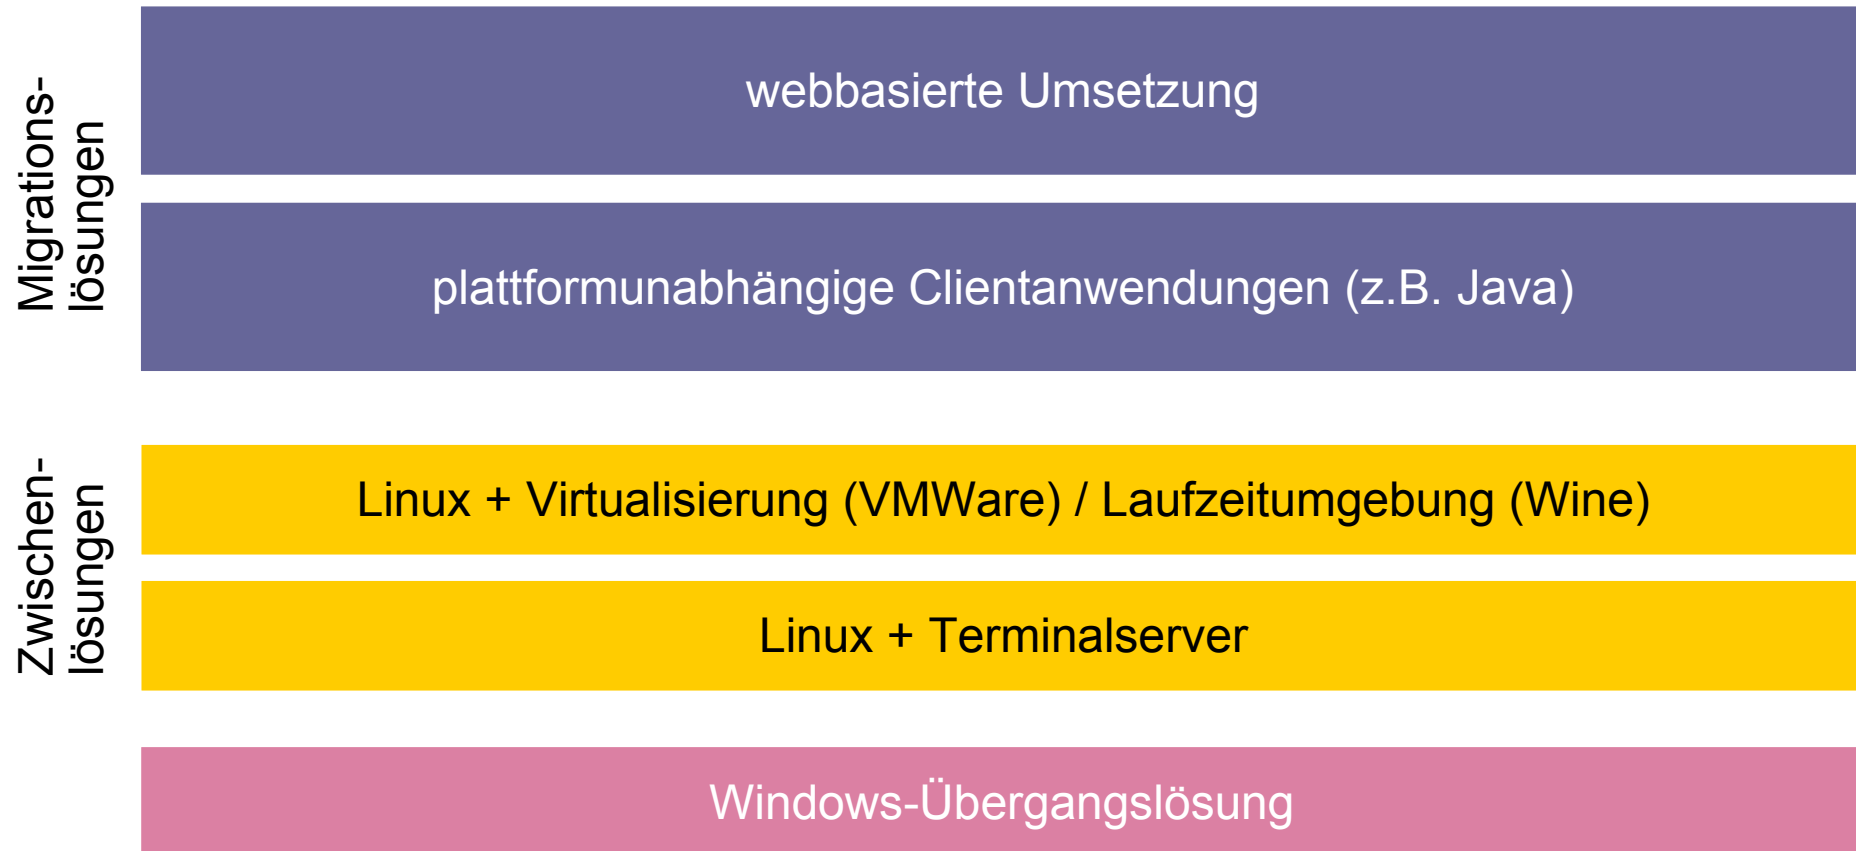 Migrations-
lösungen
webbasierte Umsetzung
plattformunabhängige Clientanwendungen (z.B. Java)
Zwischen-
lösungen
Linux + Virtualisierung (VMWare) / Laufzeitumgebung (Wine)
Linux + Terminalserver
Windows-Übergangslösung